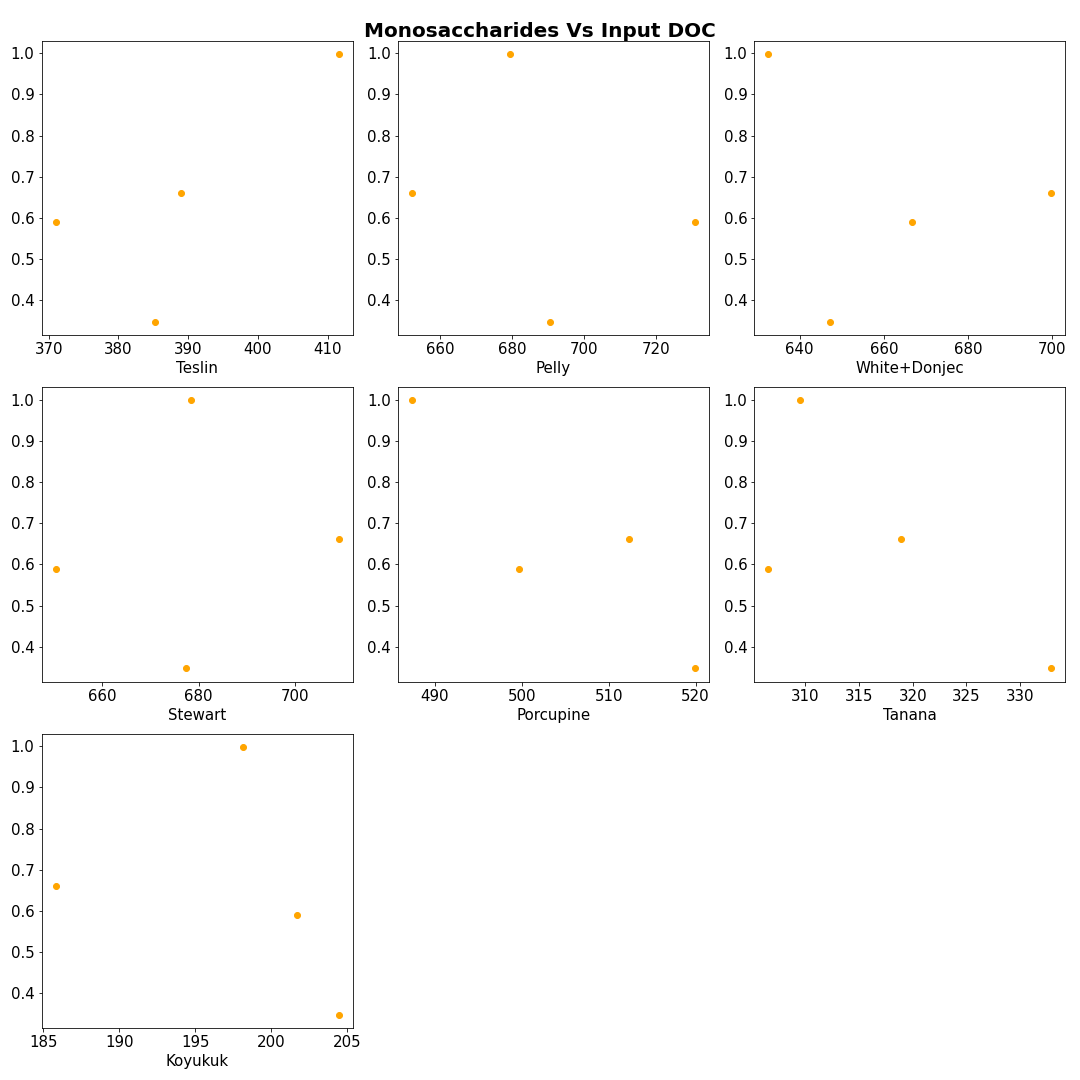 Monosaccharides Vs Input DOC
1.0 0.9 0.8 0.7 0.6 0.5 0.4
370 380 390 400 410
Teslin
1.0 0.9 0.8 0.7 0.6 0.5 0.4
660 680 700 720
Pelly
1.0 0.9 0.8 0.7 0.6 0.5 0.4
640 660 680 700
White+Donjec
1.0 0.9 0.8 0.7 0.6 0.5 0.4
660 680 700
Stewart
1.0 0.9 0.8 0.7 0.6 0.5 0.4
490 500 510 520
Porcupine
1.0 0.9 0.8 0.7 0.6 0.5 0.4
310 315 320 325 330
Tanana
1.0 0.9 0.8 0.7 0.6 0.5 0.4
185 190 195 200 205
Koyukuk